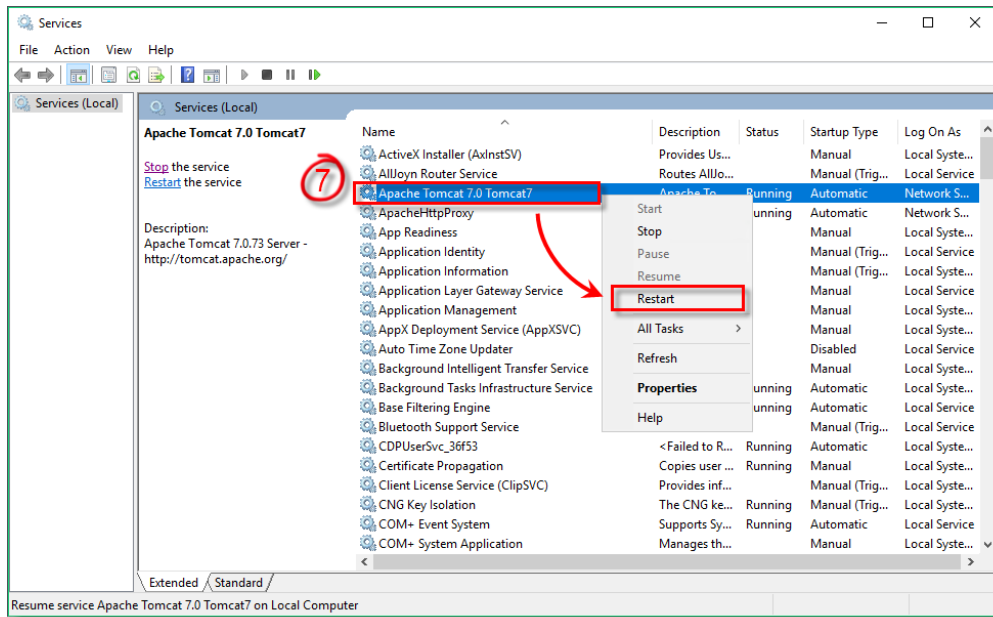 Services
File Action View Help
Services (Local)
Services (Local)
Apache Tomcat 7.0 Tomcat7
Stop the service
Restart the service
Description:
Apache Tomcat 7.0.73 Server -
http://tomcat.apache.org/
7
Name Description Status Startup Type Log On As
ActiveX Installer (AxInstSV) Provides Us... Manual Local Syste...
AllJoyn Router Service Routes AllJo... Manual (Trig... Local Service
Apache Tomcat 7.0 Tomcat7 Apache To... Running Automatic Network S...
ApacheHttpProxy unning Automatic Network S...
App Readiness Manual Local Syste...
Application Identity Manual (Trig... Local Service
Application Information Manual (Trig... Local Syste...
Application Layer Gateway Service Manual Local Service
Application Management Manual Local Syste...
AppX Deployment Service (AppXSVC) Manual Local Syste...
Auto Time Zone Updater Disabled Local Service
Background Intelligent Transfer Service Manual Local Syste...
Background Tasks Infrastructure Service unning Automatic Local Syste...
Base Filtering Engine unning Automatic Local Service
Bluetooth Support Service Manual (Trig... Local Service
CDPUserSvc_36f53 <Failed to R... Running Automatic Local Syste...
Certificate Propagation Copies user ... Running Manual Local Syste...
Client License Service (ClipSVC) Provides inf... Manual (Trig... Local Syste...
CNG Key Isolation The CNG ke... Running Manual (Trig... Local Syste...
COM+ Event System Supports Sy... Running Automatic Local Service
COM+ System Application Manages th... Manual Local Syste...
Start
Stop
Pause
Resume
Restart
All Tasks
Refresh
Properties
Help
Extended Standard
Resume service Apache Tomcat 7.0 Tomcat7 on Local Computer